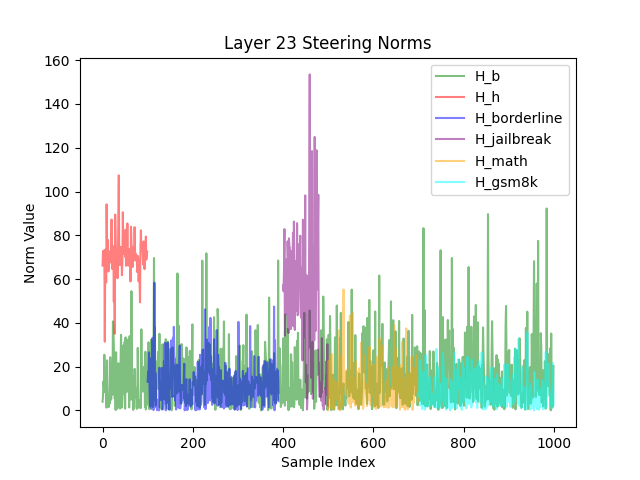 Layer 23 Steering Norms
160
140
120
100
80
60
40
20
0
Norm Value
H_b
H_h
H_borderline
H_jailbreak
H_math
H_gsm8k
0 200 400 600 800 1000
Sample Index